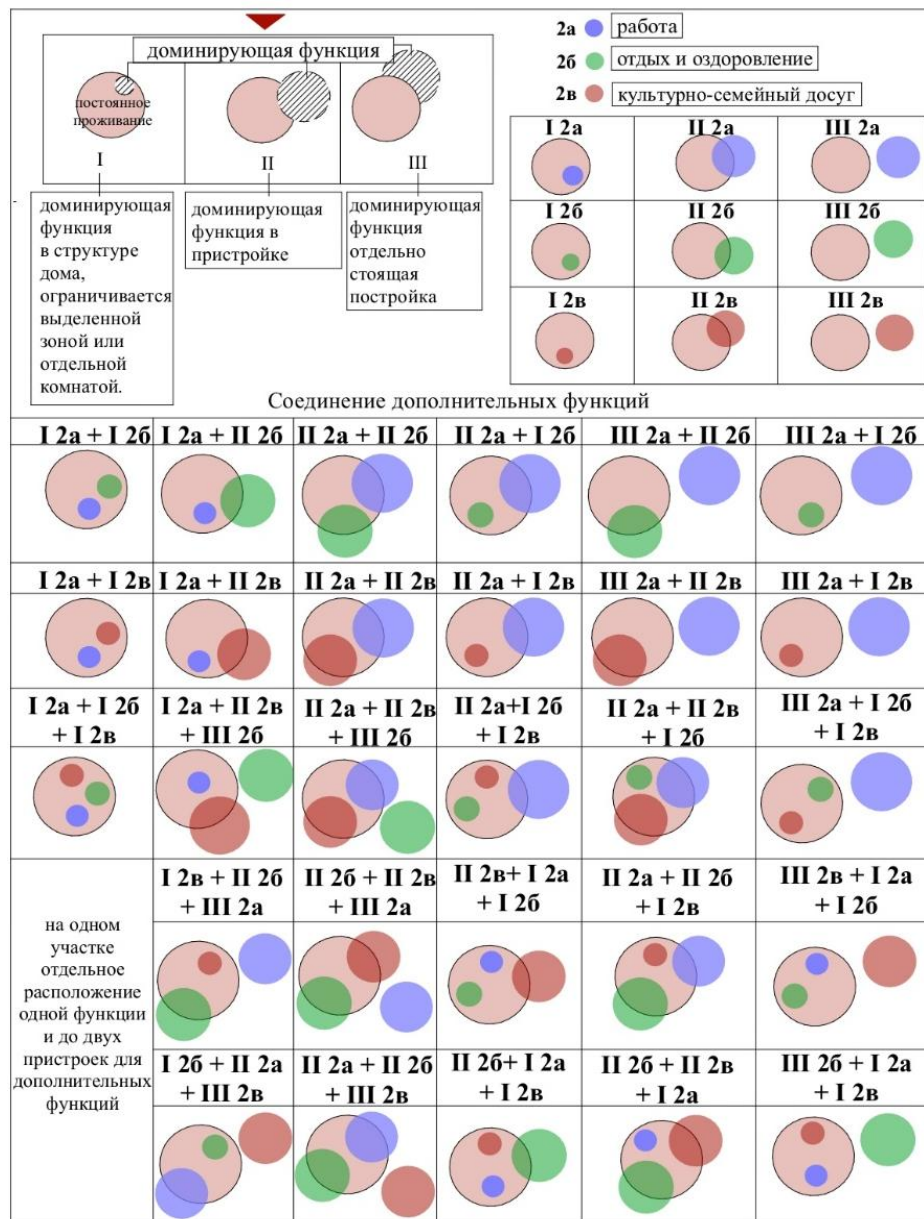 доминирующая функция
постоянное
проживание
I
II
III
доминирующая
функция
в структуре
дома,
ограничивается
выделенной
зоной или
отдельной
комнатой.
доминирующая
функция в
пристройке
доминирующая
функция
отдельно
стоящая
постройка
2а работа
2б отдых и оздоровление
2в культурно-семейный досуг
I 2а II 2а III 2а
I 2б II 2б III 2б
I 2в II 2в III 2в
Соединение дополнительных функций
I 2а + I 2б
I 2а + II 2б
II 2а + II 2б
II 2а + I 2б
III 2а + II 2б
III 2а + I 2б
I 2а + I 2в
I 2а + II 2в
II 2а + II 2в
II 2а + I 2в
III 2а + II 2в
III 2а + I 2в
I 2а + I 2б
+ I 2в
I 2а + II 2в
+ III 2б
II 2а + II 2в
+ III 2б
II 2а+I 2б
+ I 2в
II 2а + II 2в
+ I 2б
III 2а + I 2б
+ I 2в
на одном
участке
отдельное
расположение
одной функции
и до двух
пристроек для
дополнительных
функций
I 2в + II 2б
+ III 2а
II 2б + II 2в
+ III 2а
II 2в+ I 2а
+ I 2б
II 2а + II 2б
+ I 2в
III 2в + I 2а
+ I 2б
I 2б + II 2а
+ III 2в
II 2а + II 2б
+ III 2в
II 2б+ I 2а
+ I 2в
II 2б + II 2в
+ I 2а
III 2б + I 2а
+ I 2в